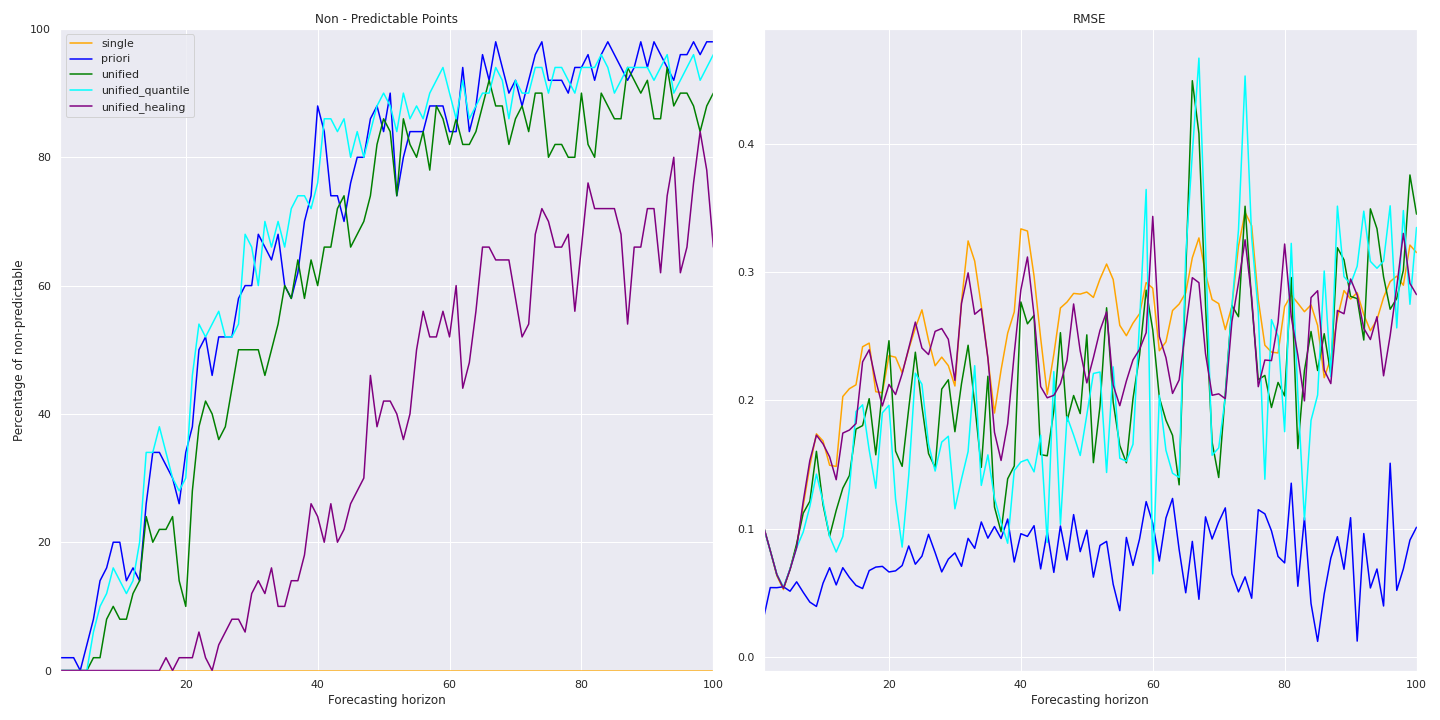 Non - Predictable Points
100
80
60
40
20
0
Percentage of non-predictable
single
priori
unified
unified_quantile
unified_healing
20
40
60
80
100
Forecasting horizon
RMSE
0.4
0.3
0.2
0.1
0.0
20
40
60
80
100
Forecasting horizon